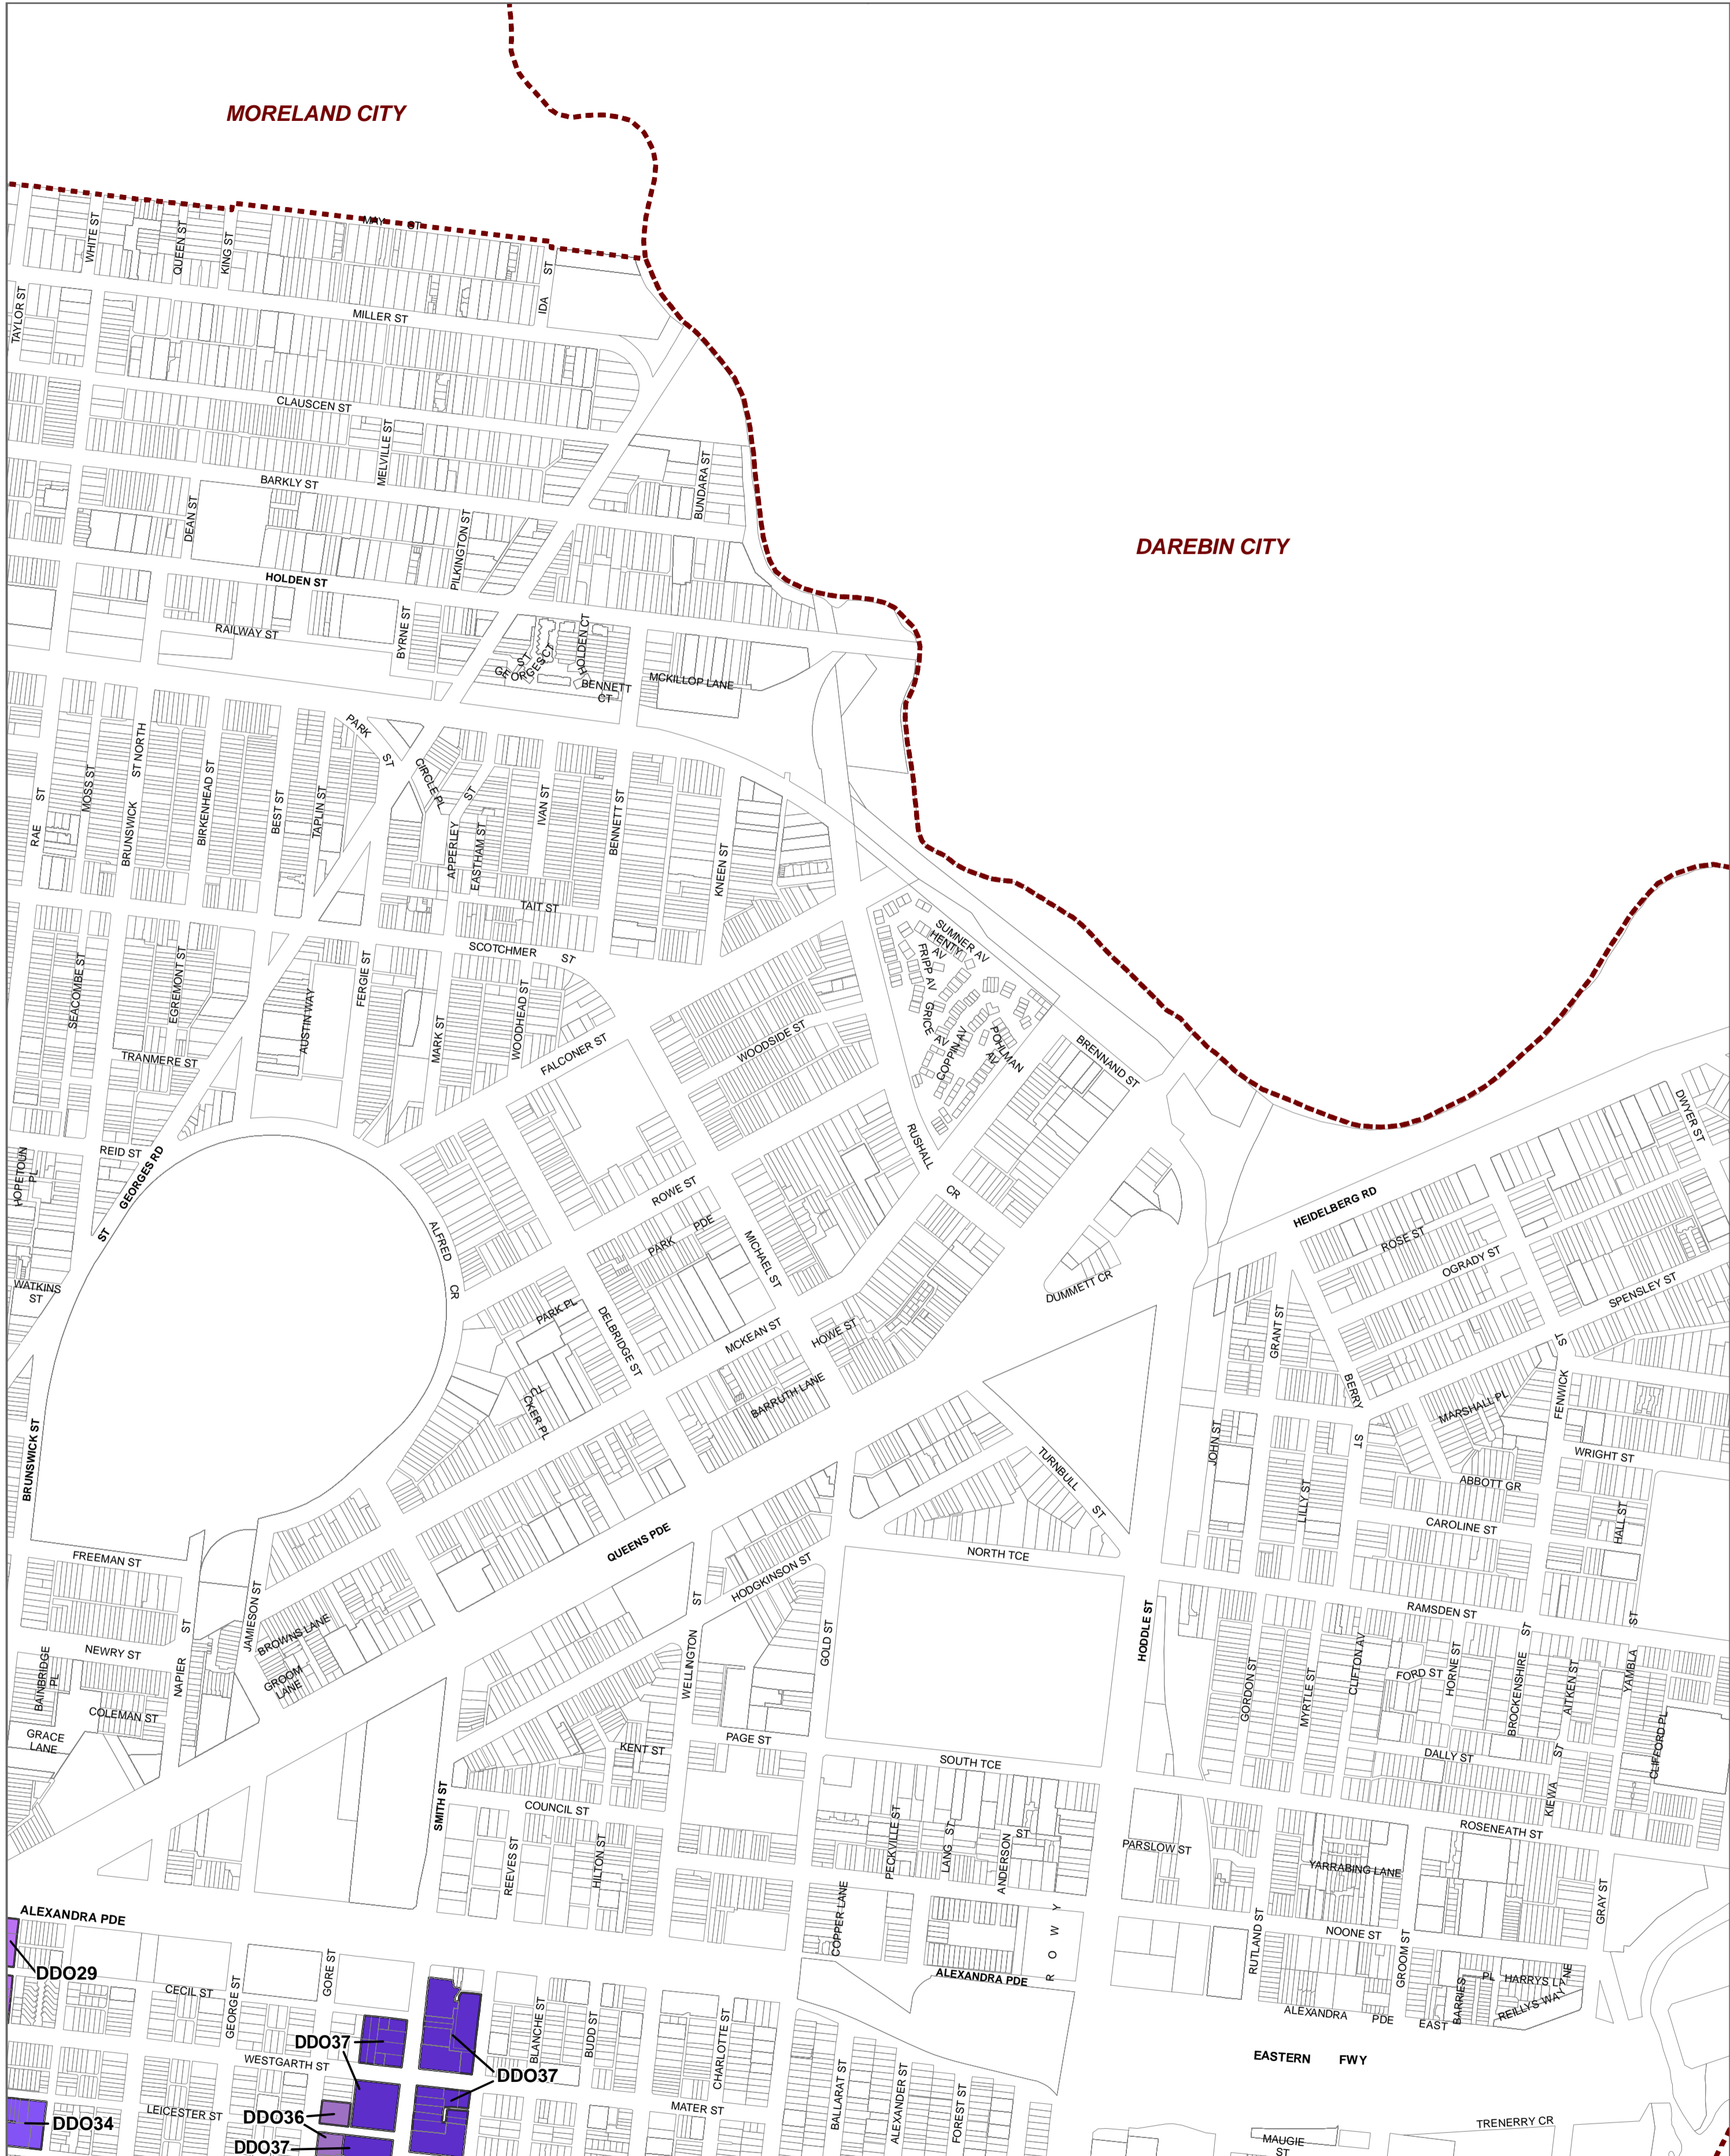 MORELAND CITY
DAREBIN CITY
MAY ST
WHITE ST
QUEEN ST
KING ST
IDA ST
TAYLOR ST
MILLER ST
CLAUSCEN ST
MELVILLE ST
BUNDARA ST
BARKLY ST
DEAN ST
PILKINGTON ST
HOLDEN ST
RAILWAY ST
BYRNE ST
ST
GEORGES CT
HOLDEN CT
BENNETT
CT
MCKILLOP LANE
PARK ST
CIRCLE PL
RAE ST
MOSS ST
BRUNSWICK ST NORTH
BIRKENHEAD ST
BEST ST
TAPLIN ST
APPERLEY ST
EASTHAM ST
IVAN ST
BENNETT ST
KNEEN ST
TAIT ST
SCOTCHMER ST
SEACOMBE ST
EGREMONT ST
AUSTIN WAY
FERGIE ST
MARK ST
WOODHEAD ST
TRANMERE ST
FALCONER ST
WOODSIDE ST
SUMNER AV
HENTY
AV
FRIPP AV
GRICE
AV
COPPIN AV
POHLMAN
AV
BRENNAND ST
RUSHALL CR
REID ST
HOPETOUN
PL
ST GEORGES RD
ROWE ST
PARK PDE
MICHAEL ST
ALFRED CR
WATKINS
ST
PARK PL
DELBRIDGE ST
MCKEAN ST
HOWE ST
DUMMETT CR
TUCKER PL
BARRUTH LANE
HEIDELBERG RD
DWYER ST
ROSE ST
OGRADY ST
SPENSLEY ST
GRANT ST
BERRY ST
FENWICK ST
MARSHALL PL
JOHN ST
WRIGHT ST
ABBOTT GR
TURNBULL ST
LILLY ST
CAROLINE ST
HALL ST
BRUNSWICK ST
FREEMAN ST
QUEENS PDE
NORTH TCE
HODGKINSON ST
JAMIESON ST
BROWNS LANE
GROOM
LANE
NEWRY ST
NAPIER ST
BAINBRIDGE
PL
COLEMAN ST
GRACE
LANE
WELLINGTON ST
GOLD ST
HODDLE ST
RAMSDEN ST
GORDON ST
MYRTLE ST
CLIFTON AV
FORD ST
HORNE ST
BROCKENSHIRE ST
AITKEN ST
YAMBLA ST
CLIFFORD PL
KENT ST
PAGE ST
SOUTH TCE
DALLY ST
KIEWA ST
SMITH ST
COUNCIL ST
REEVES ST
HILTON ST
PECKVILLE ST
LANG ST
ANDERSON ST
PARSLOW ST
ROSENEATH ST
YARRABING LANE
COPPER LANE
ROWY
RUTLAND ST
NOONE ST
GROOM ST
GRAY ST
ALEXANDRA PDE
ALEXANDRA PDE
ALEXANDRA PDE EAST
BARRIES PL
HARRYS LANE
REILLYS WAY
DDO29
CECIL ST
GEORGE ST
GORE ST
DDO37
BLANCHE ST
BUDD ST
CHARLOTTE ST
WESTGARTH ST
DDO37
EASTERN FWY
DDO34
LEICESTER ST
DDO36
DDO37
MATER ST
BALLARAT ST
ALEXANDER ST
FOREST ST
TRENERRY CR
MAUGIE
ST